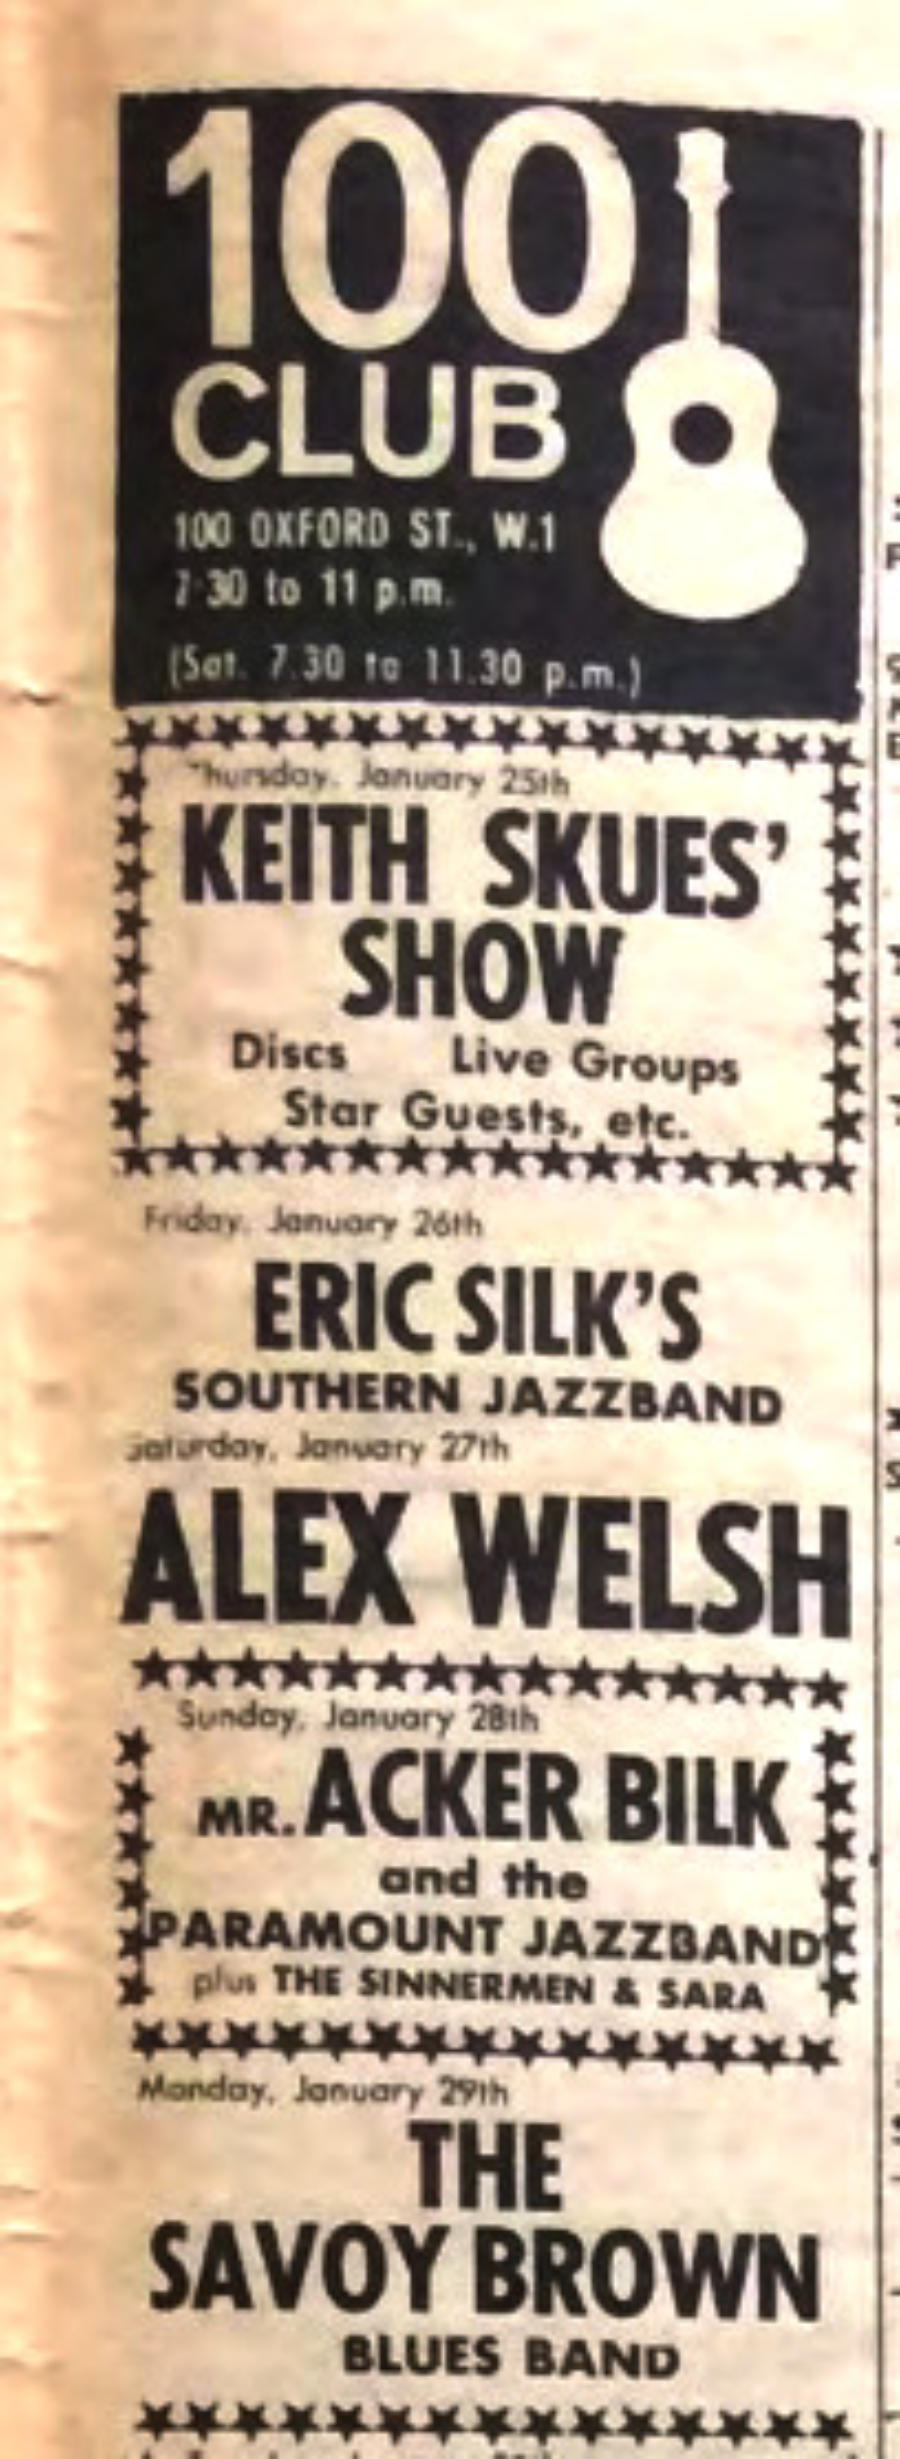 100
CLUB
100 OXFORD ST., W.1
7·30 to 11 p.m.
(Sat. 7.30 to 11.30 p.m.)
Thursday, January 25th
KEITH SKUES'
SHOW
Discs Live Groups
Star Guests, etc.
Friday, January 26th
ERIC SILK'S
SOUTHERN JAZZBAND
Saturday, January 27th
ALEX WELSH
Sunday, January 28th
MR. ACKER BILK
and the
PARAMOUNT JAZZBAND
plus THE SINNERMEN & SARA
Monday, January 29th
THE
SAVOY BROWN
BLUES BAND